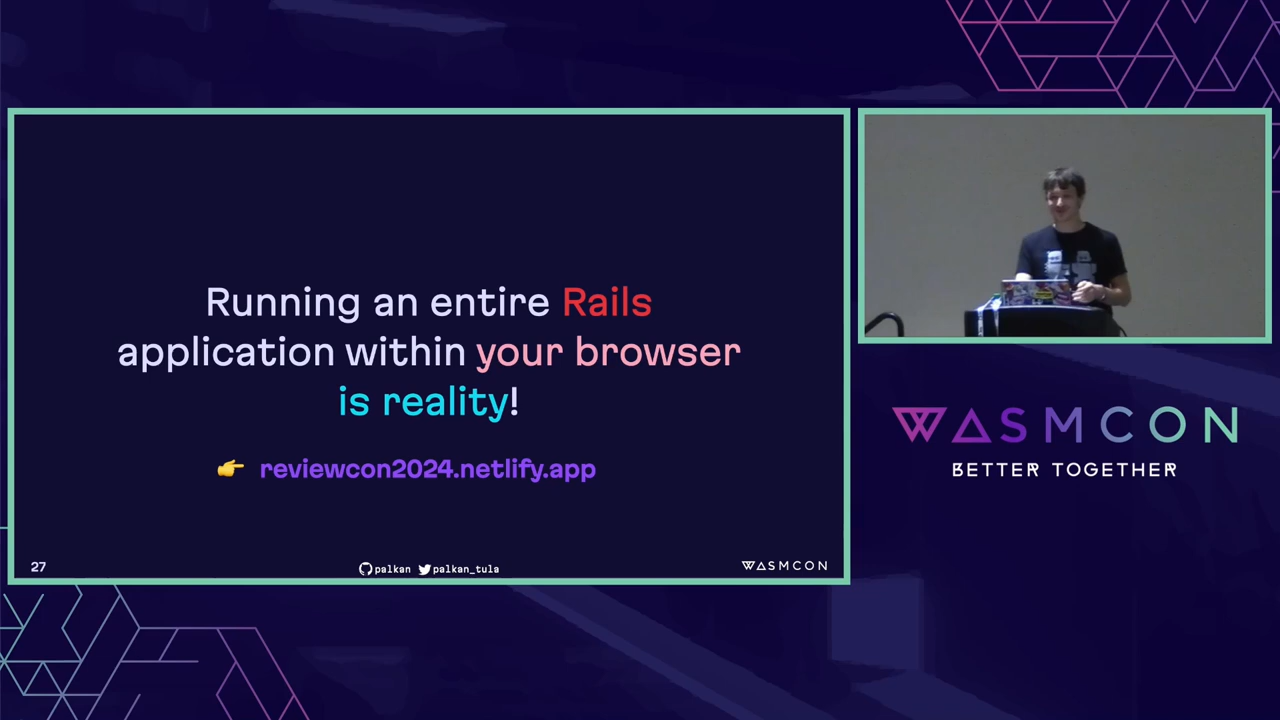 Running an entire Rails
application within your browser
is reality!
👉 reviewcon2024.netlify.app
27
palkan palkan_tula
WASMCON
WASMCON
BETTER TOGETHER